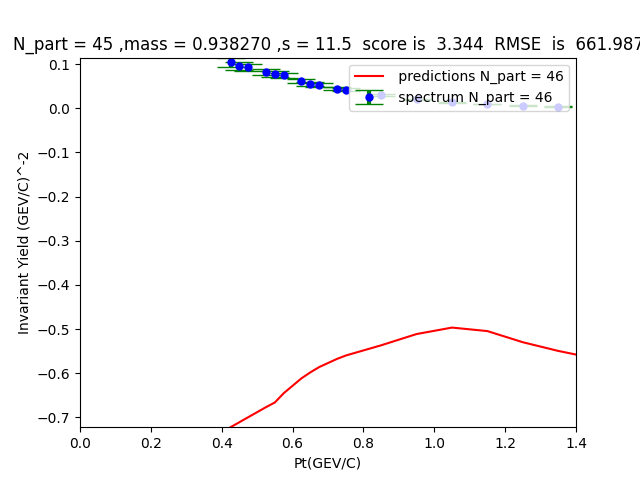 N_part = 45 ,mass = 0.938270 ,s = 11.5  score is  3.344  RMSE  is  661.987
Invariant Yield (GEV/C)^-2
0.1
0.0
−0.1
−0.2
−0.3
−0.4
−0.5
−0.6
−0.7
predictions N_part = 46
spectrum N_part = 46
0.0 0.2 0.4 0.6 0.8 1.0 1.2 1.4
Pt(GEV/C)